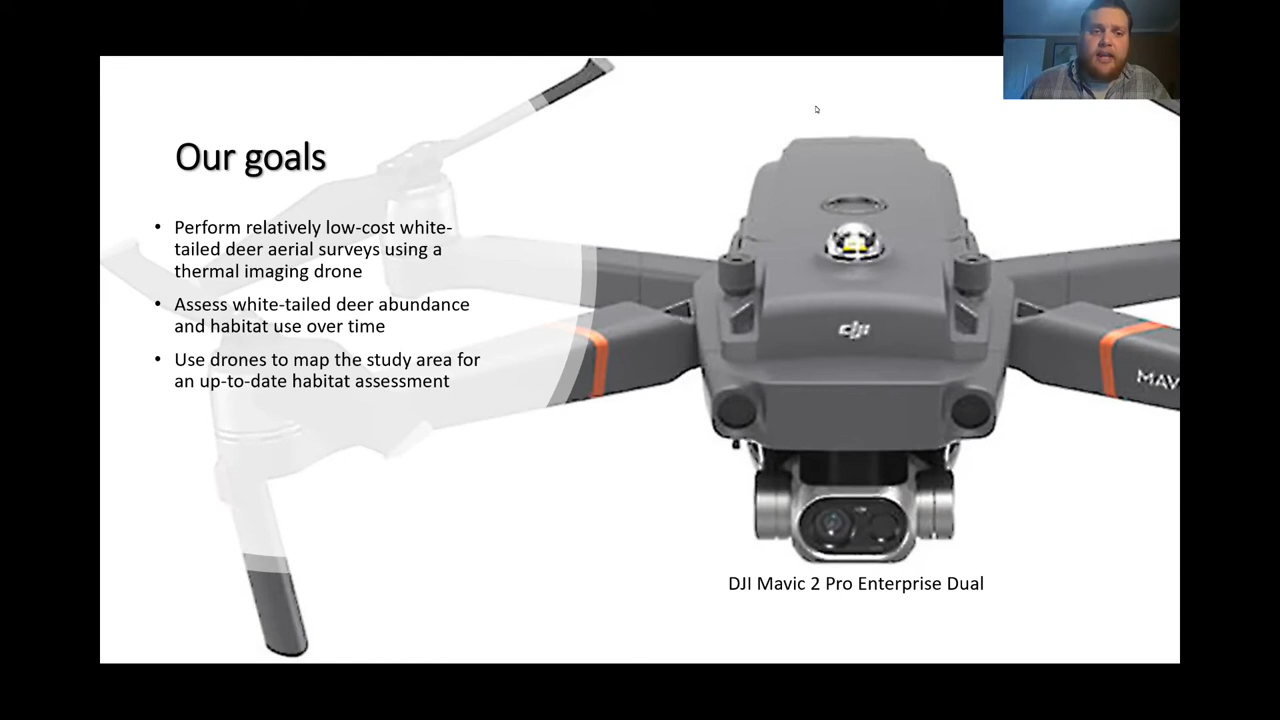 Our goals
• Perform relatively low-cost white-
tailed deer aerial surveys using a
thermal imaging drone
• Assess white-tailed deer abundance
and habitat use over time
• Use drones to map the study area for
an up-to-date habitat assessment
dji
MAV
DJI Mavic 2 Pro Enterprise Dual